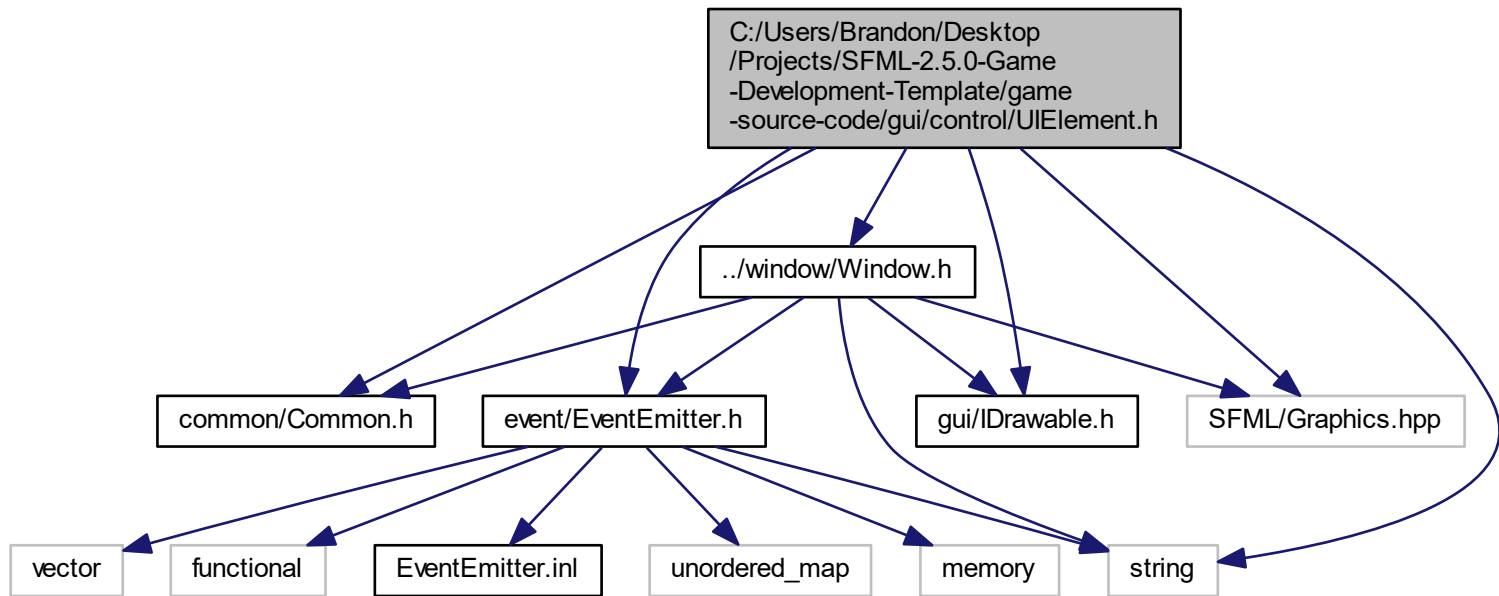 C:/Users/Brandon/Desktop
/Projects/SFML-2.5.0-Game
-Development-Template/game
-source-code/gui/control/UIElement.h
../window/Window.h
common/Common.h
event/EventEmitter.h
gui/IDrawable.h
SFML/Graphics.hpp
vector
functional
EventEmitter.inl
unordered_map
memory
string